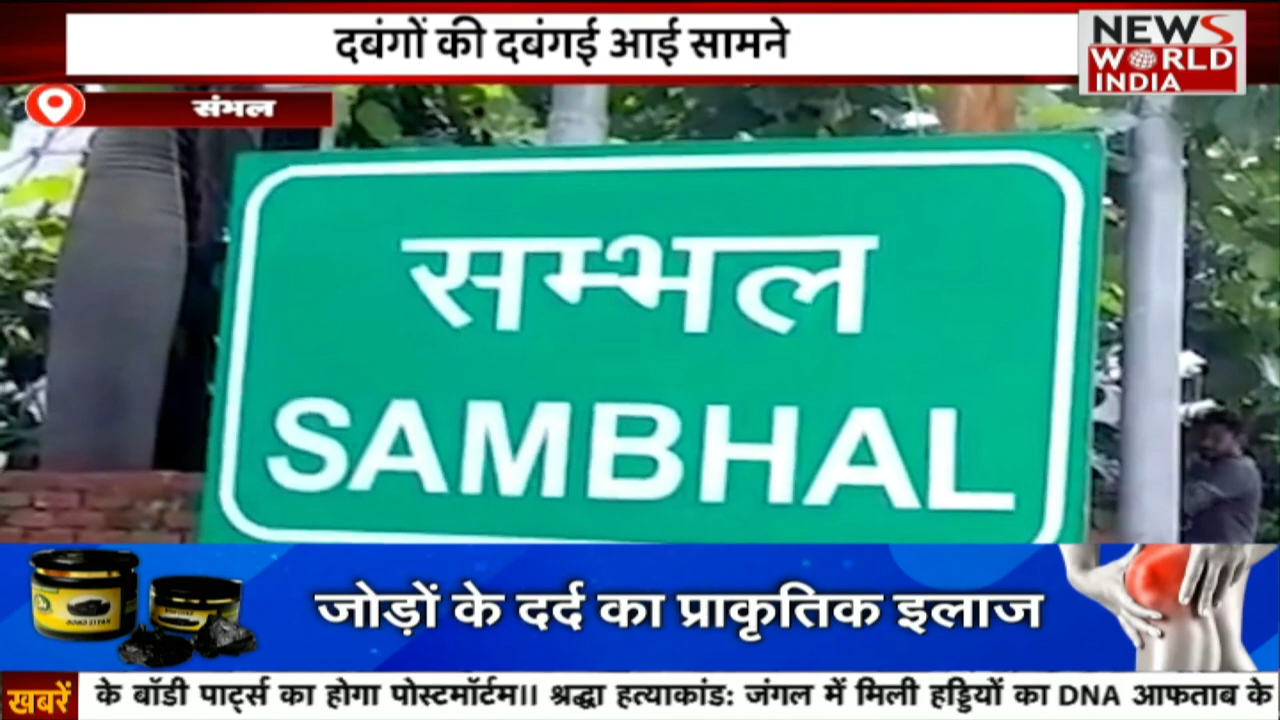 दबंगों की दबंगई आई सामने
NEWS
WORLD
INDIA
संभल
सम्भल
SAMBHAL
जोड़ों के दर्द का प्राकृतिक इलाज
खबरें
के बॉडी पार्ट्स का होगा पोस्टमॉर्टम।। श्रद्धा हत्याकांड: जंगल में मिली हड्डियों का DNA आफताब के